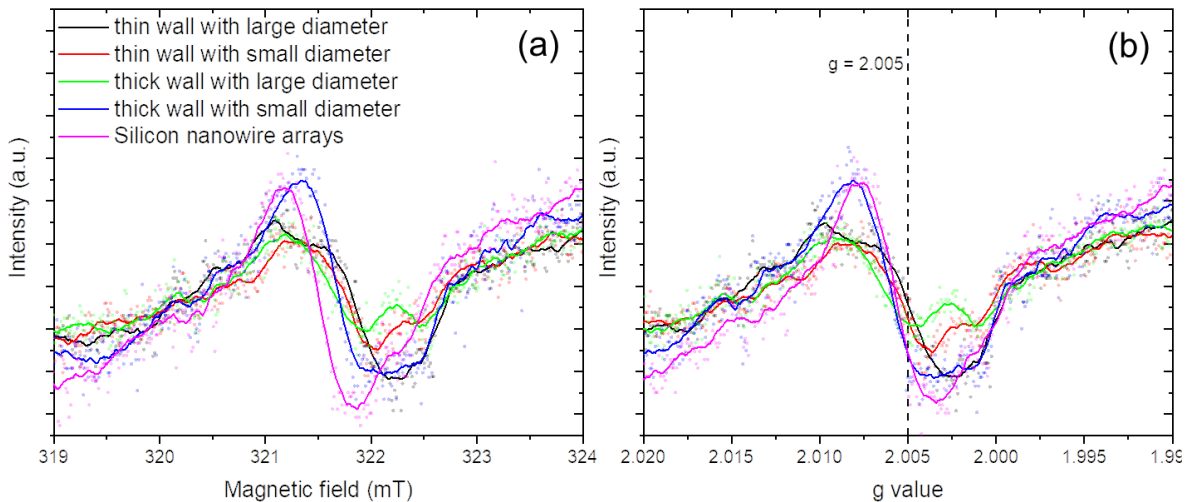 thin wall with large diameter
thin wall with small diameter
thick wall with large diameter
thick wall with small diameter
Silicon nanowire arrays
(a)
Intensity (a.u.)
319 320 321 322 323 324
Magnetic field (mT)
(b)
g = 2.005
Intensity (a.u.)
2.020 2.015 2.010 2.005 2.000 1.995 1.99
g value